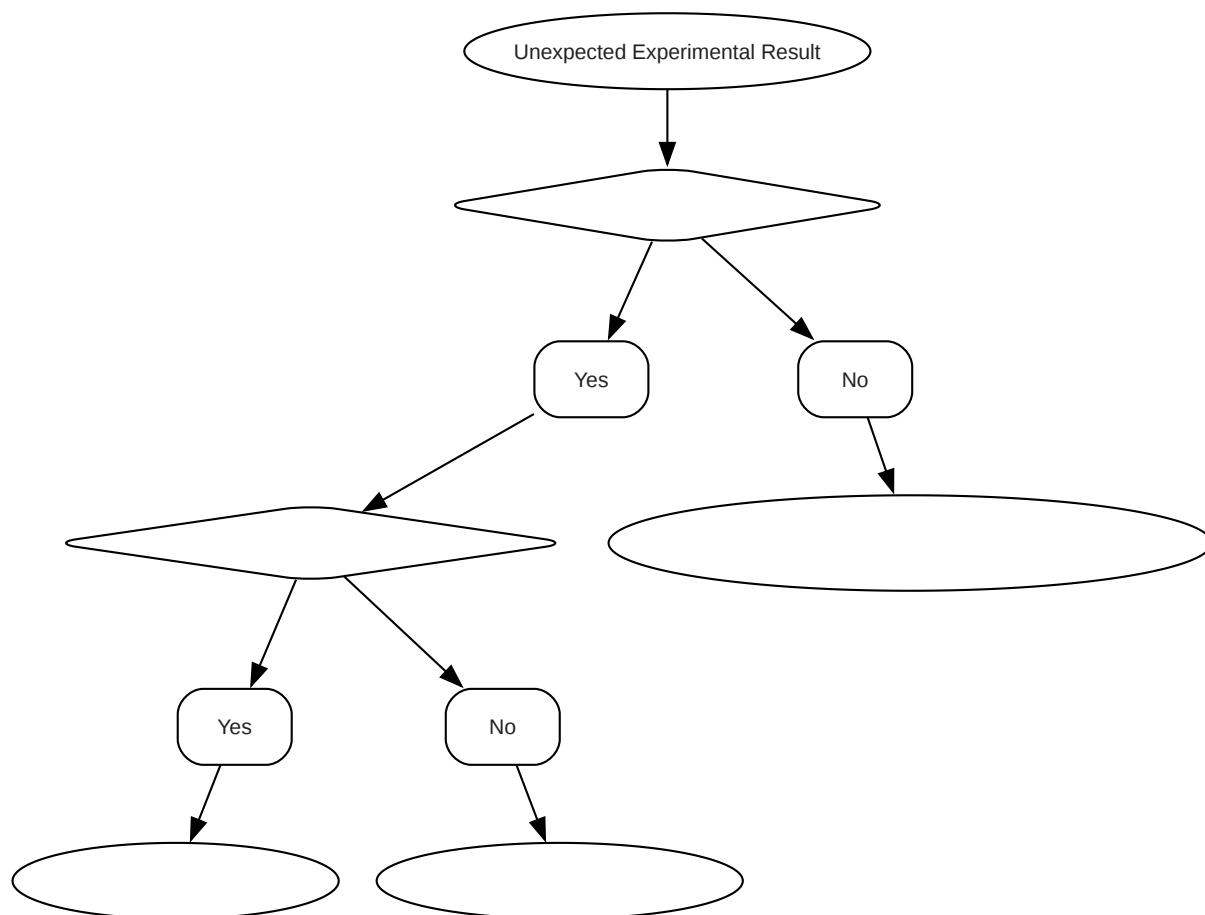 Unexpected Experimental Result
Yes
No
Yes
No